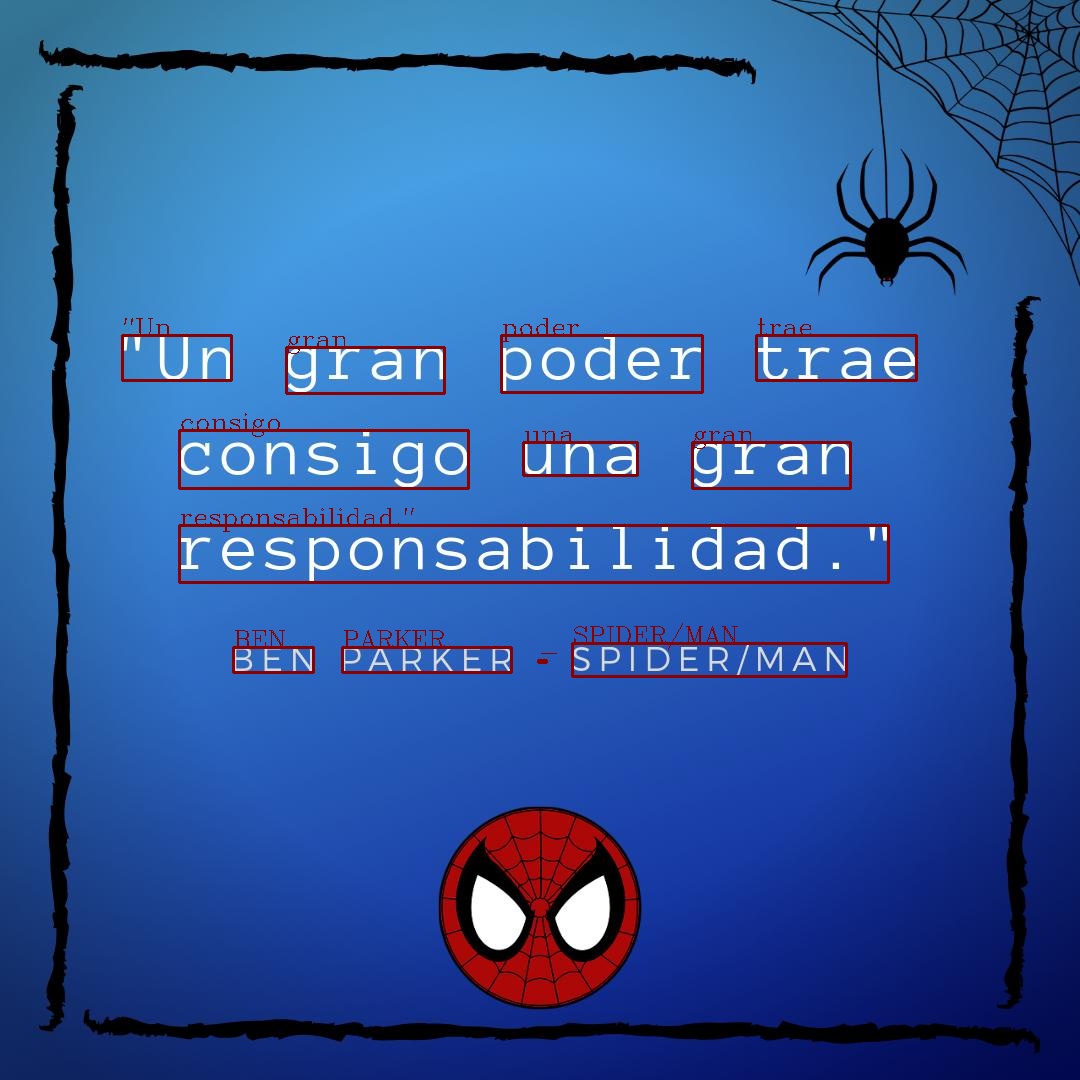 "Un gran poder trae
consigo una gran
responsabilidad."
BEN PARKER - SPIDER/MAN